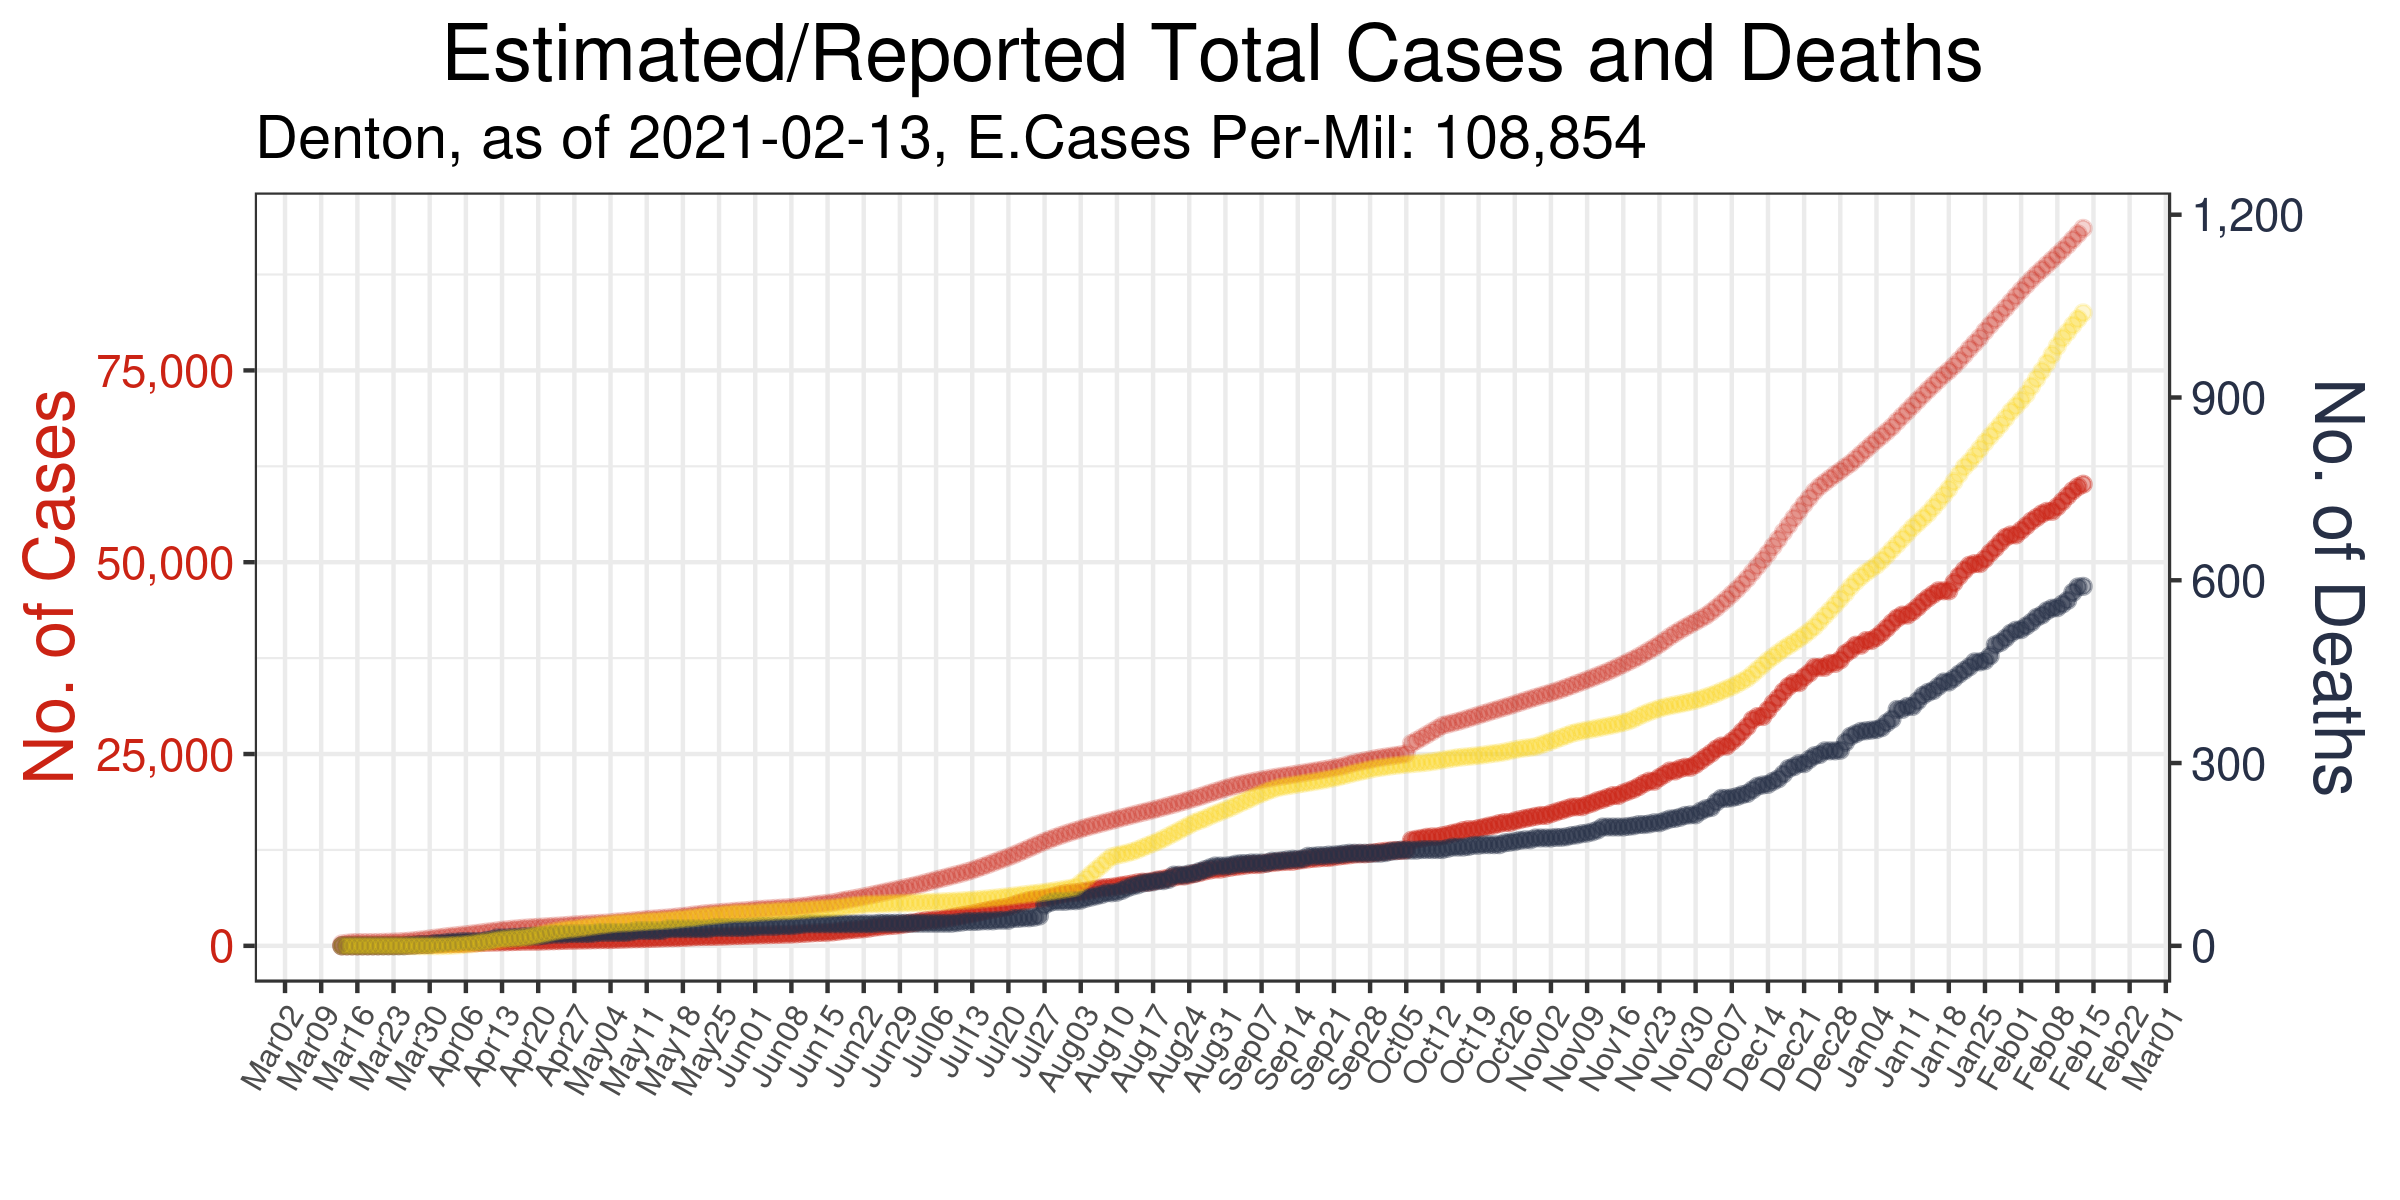 Estimated/Reported Total Cases and Deaths
Denton, as of 2021-02-13, E.Cases Per-Mil: 108,854
No. of Cases
75,000
50,000
25,000
0
1,200
900
600
300
0
No. of Deaths
Mar02
Mar09
Mar16
Mar23
Mar30
Apr06
Apr13
Apr20
Apr27
May04
May11
May18
May25
Jun01
Jun08
Jun15
Jun22
Jun29
Jul06
Jul13
Jul20
Jul27
Aug03
Aug10
Aug17
Aug24
Aug31
Sep07
Sep14
Sep21
Sep28
Oct05
Oct12
Oct19
Oct26
Nov02
Nov09
Nov16
Nov23
Nov30
Dec07
Dec14
Dec21
Dec28
Jan04
Jan11
Jan18
Jan25
Feb01
Feb08
Feb15
Feb22
Mar01